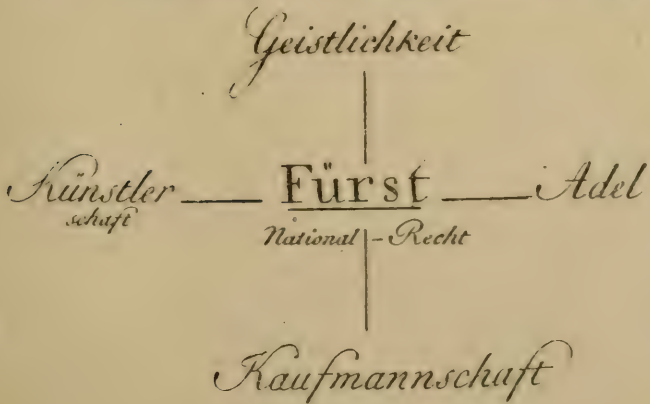 Geistlichkeit
Künstler schaft Fürst Adel
National - Recht
Kaufmannschaft